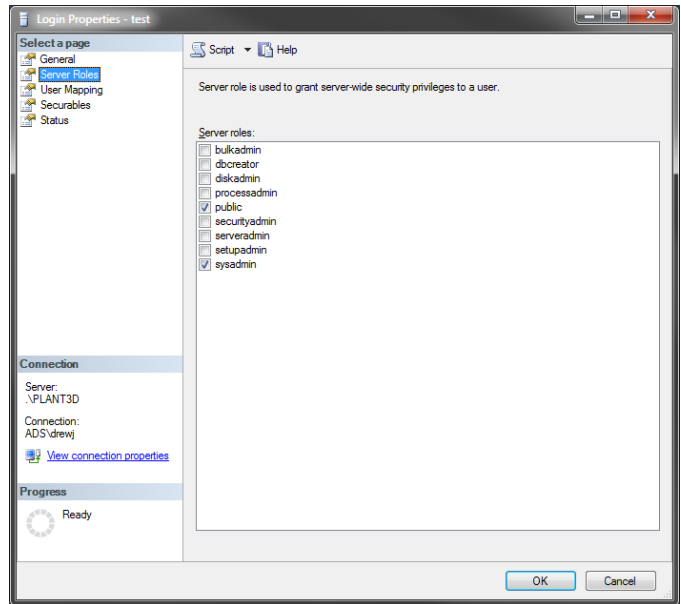 Login Properties - test
Select a page
General
Server Roles
User Mapping
Securables
Status
Script
Help
Server role is used to grant server-wide security privileges to a user.
Server roles:
bulkadmin
dbcreator
diskadmin
processadmin
public
securityadmin
serveradmin
setupadmin
sysadmin
Connection
Server:
.\PLANT3D
Connection:
ADS\drewj
View connection properties
Progress
Ready
OK
Cancel